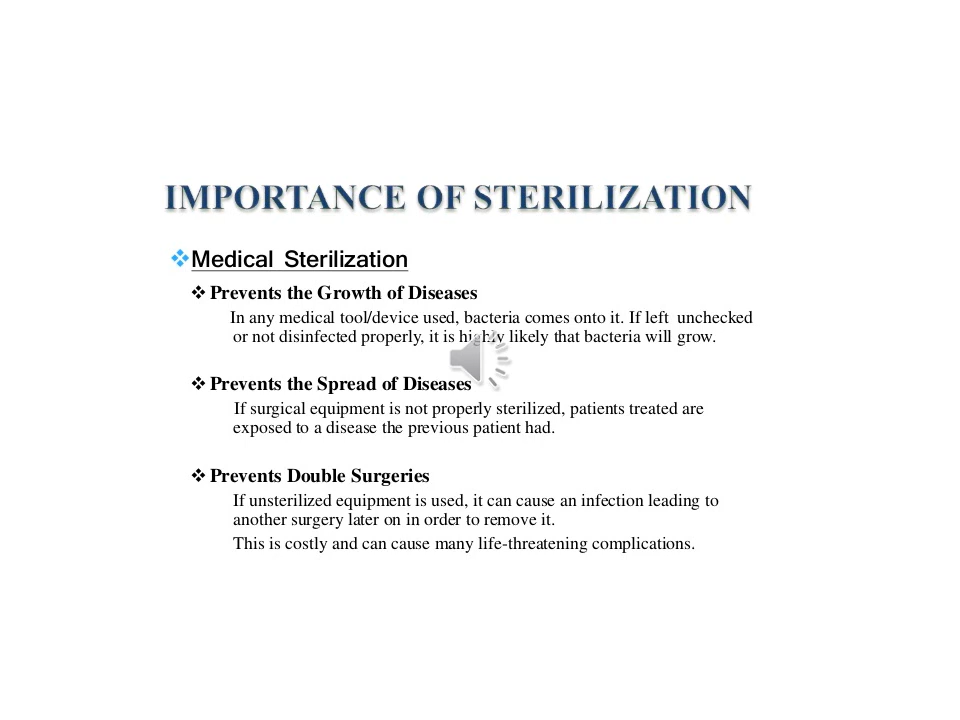 IMPORTANCE OF STERILIZATION
Medical Sterilization
Prevents the Growth of Diseases
In any medical tool/device used, bacteria comes onto it. If left unchecked
or not disinfected properly, it is highly likely that bacteria will grow.
Prevents the Spread of Diseases
If surgical equipment is not properly sterilized, patients treated are
exposed to a disease the previous patient had.
Prevents Double Surgeries
If unsterilized equipment is used, it can cause an infection leading to
another surgery later on in order to remove it.
This is costly and can cause many life-threatening complications.